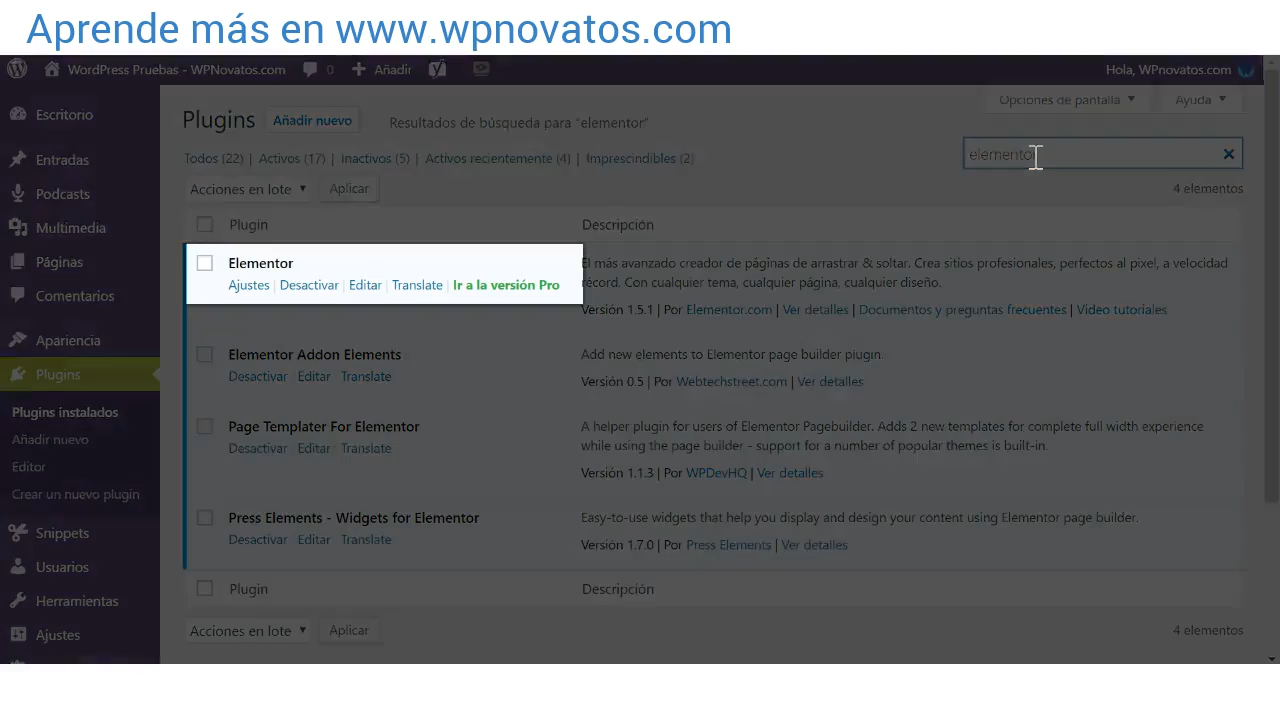 Aprende más en www.wpnovatos.com
WordPress Pruebas - WPNovatos.com 0 Añadir Hola, WPNovatos.com
Opciones de pantalla Ayuda
Escritorio
Entradas
Podcasts
Multimedia
Páginas
Comentarios
Apariencia
Plugins
Plugins instalados
Añadir nuevo
Editor
Crear un nuevo plugin
Snippets
Usuarios
Herramientas
Ajustes
Plugins Añadir nuevo Resultados de búsqueda para “elementor”
Todos (22) | Activos (17) | Inactivos (5) | Activos recientemente (4) | Imprescindibles (2)
elementor
Acciones en lote Aplicar 4 elementos
Plugin Descripción
Elementor
Ajustes | Desactivar | Editar | Translate | Ir a la versión Pro
El más avanzado creador de páginas de arrastrar & soltar. Crea sitios profesionales, perfectos al pixel, a velocidad
récord. Con cualquier tema, cualquier página, cualquier diseño.
Versión 1.5.1 | Por Elementor.com | Ver detalles | Documentos y preguntas frecuentes | Video tutoriales
Elementor Addon Elements
Desactivar | Editar | Translate
Add new elements to Elementor page builder plugin.
Versión 0.5 | Por Webtechstreet.com | Ver detalles
Page Templater For Elementor
Desactivar | Editar | Translate
A helper plugin for users of Elementor Pagebuilder. Adds 2 new templates for complete full width experience
while using the page builder - support for a number of popular themes is built-in.
Versión 1.1.3 | Por WPDevHQ | Ver detalles
Press Elements - Widgets for Elementor
Desactivar | Editar | Translate
Easy-to-use widgets that help you display and design your content using Elementor page builder.
Versión 1.7.0 | Por Press Elements | Ver detalles
Plugin Descripción
Acciones en lote Aplicar 4 elementos